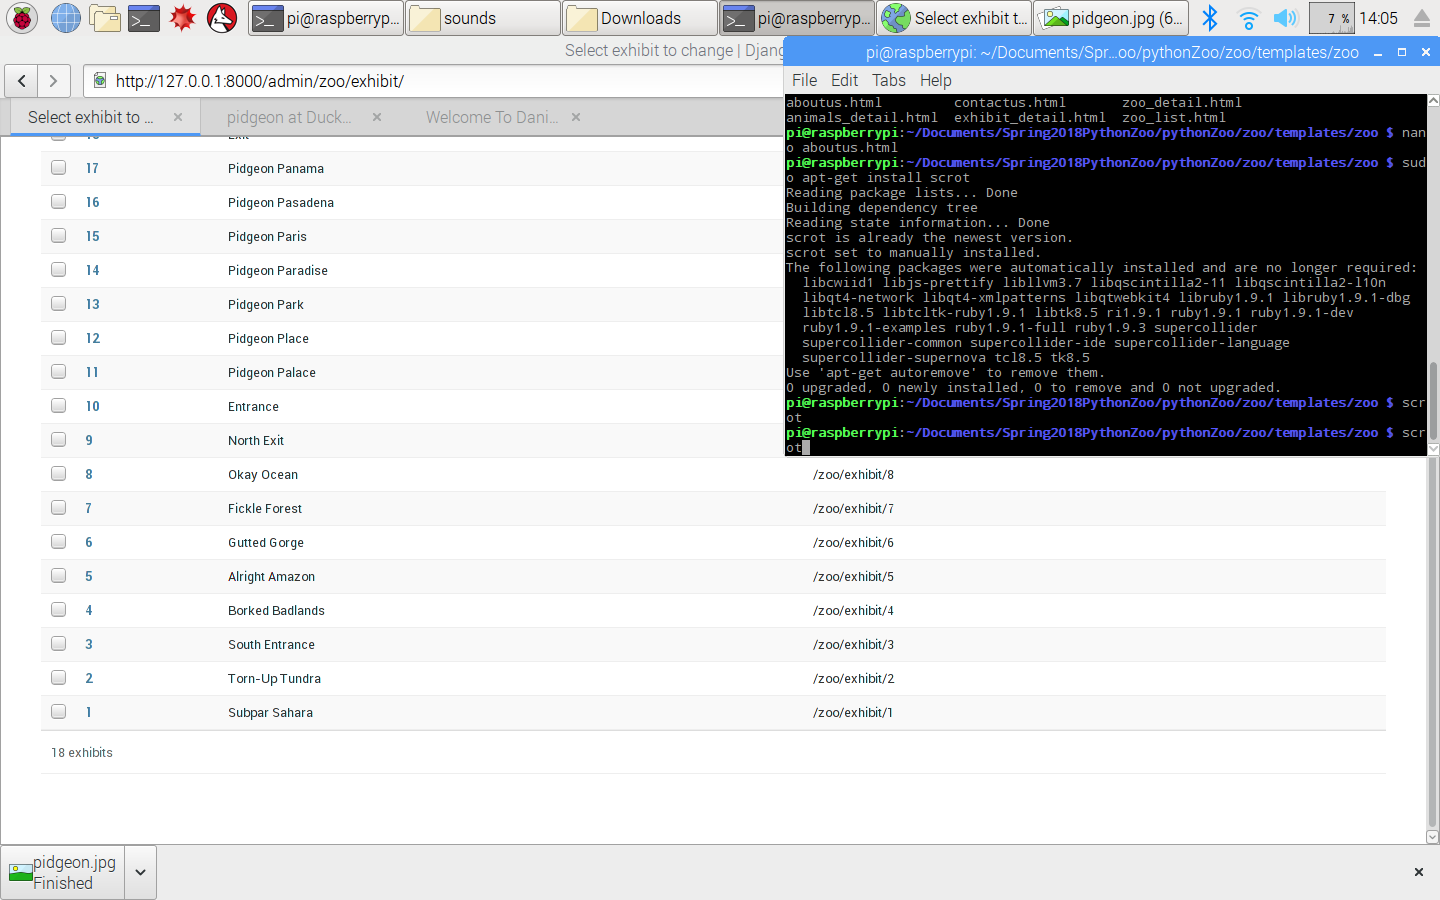 pi@raspberryp...
sounds
Downloads
pi@raspberryp...
Select exhibit t...
pidgeon.jpg (6...
7 %
14:05
Select exhibit to change | Djang
http://127.0.0.1:8000/admin/zoo/exhibit/
Select exhibit to ...
pidgeon at Duck...
Welcome To Dani...
17 Pidgeon Panama
16 Pidgeon Pasadena
15 Pidgeon Paris
14 Pidgeon Paradise
13 Pidgeon Park
12 Pidgeon Place
11 Pidgeon Palace
10 Entrance
9 North Exit
8 Okay Ocean /zoo/exhibit/8
7 Fickle Forest /zoo/exhibit/7
6 Gutted Gorge /zoo/exhibit/6
5 Alright Amazon /zoo/exhibit/5
4 Borked Badlands /zoo/exhibit/4
3 South Entrance /zoo/exhibit/3
2 Torn-Up Tundra /zoo/exhibit/2
1 Subpar Sahara /zoo/exhibit/1
18 exhibits
pi@raspberrypi: ~/Documents/Spr...oo/pythonZoo/zoo/templates/zoo
File Edit Tabs Help
aboutus.html contactus.html zoo_detail.html
animals_detail.html exhibit_detail.html zoo_list.html
pi@raspberrypi:~/Documents/Spring2018PythonZoo/pythonZoo/zoo/templates/zoo $ nan
o aboutus.html
pi@raspberrypi:~/Documents/Spring2018PythonZoo/pythonZoo/zoo/templates/zoo $ sud
o apt-get install scrot
Reading package lists... Done
Building dependency tree
Reading state information... Done
scrot is already the newest version.
scrot set to manually installed.
The following packages were automatically installed and are no longer required:
libcwiid1 libjs-prettify libllvm3.7 libqscintilla2-11 libqscintilla2-l10n
libqt4-network libqt4-xmlpatterns libqtwebkit4 libruby1.9.1 libruby1.9.1-dbg
libtcl8.5 libtcltk-ruby1.9.1 libtk8.5 ri1.9.1 ruby1.9.1 ruby1.9.1-dev
ruby1.9.1-examples ruby1.9.1-full ruby1.9.3 supercollider
supercollider-common supercollider-ide supercollider-language
supercollider-supernova tcl8.5 tk8.5
Use 'apt-get autoremove' to remove them.
0 upgraded, 0 newly installed, 0 to remove and 0 not upgraded.
pi@raspberrypi:~/Documents/Spring2018PythonZoo/pythonZoo/zoo/templates/zoo $ scr
ot
pi@raspberrypi:~/Documents/Spring2018PythonZoo/pythonZoo/zoo/templates/zoo $ scr
ot
pidgeon.jpg
Finished